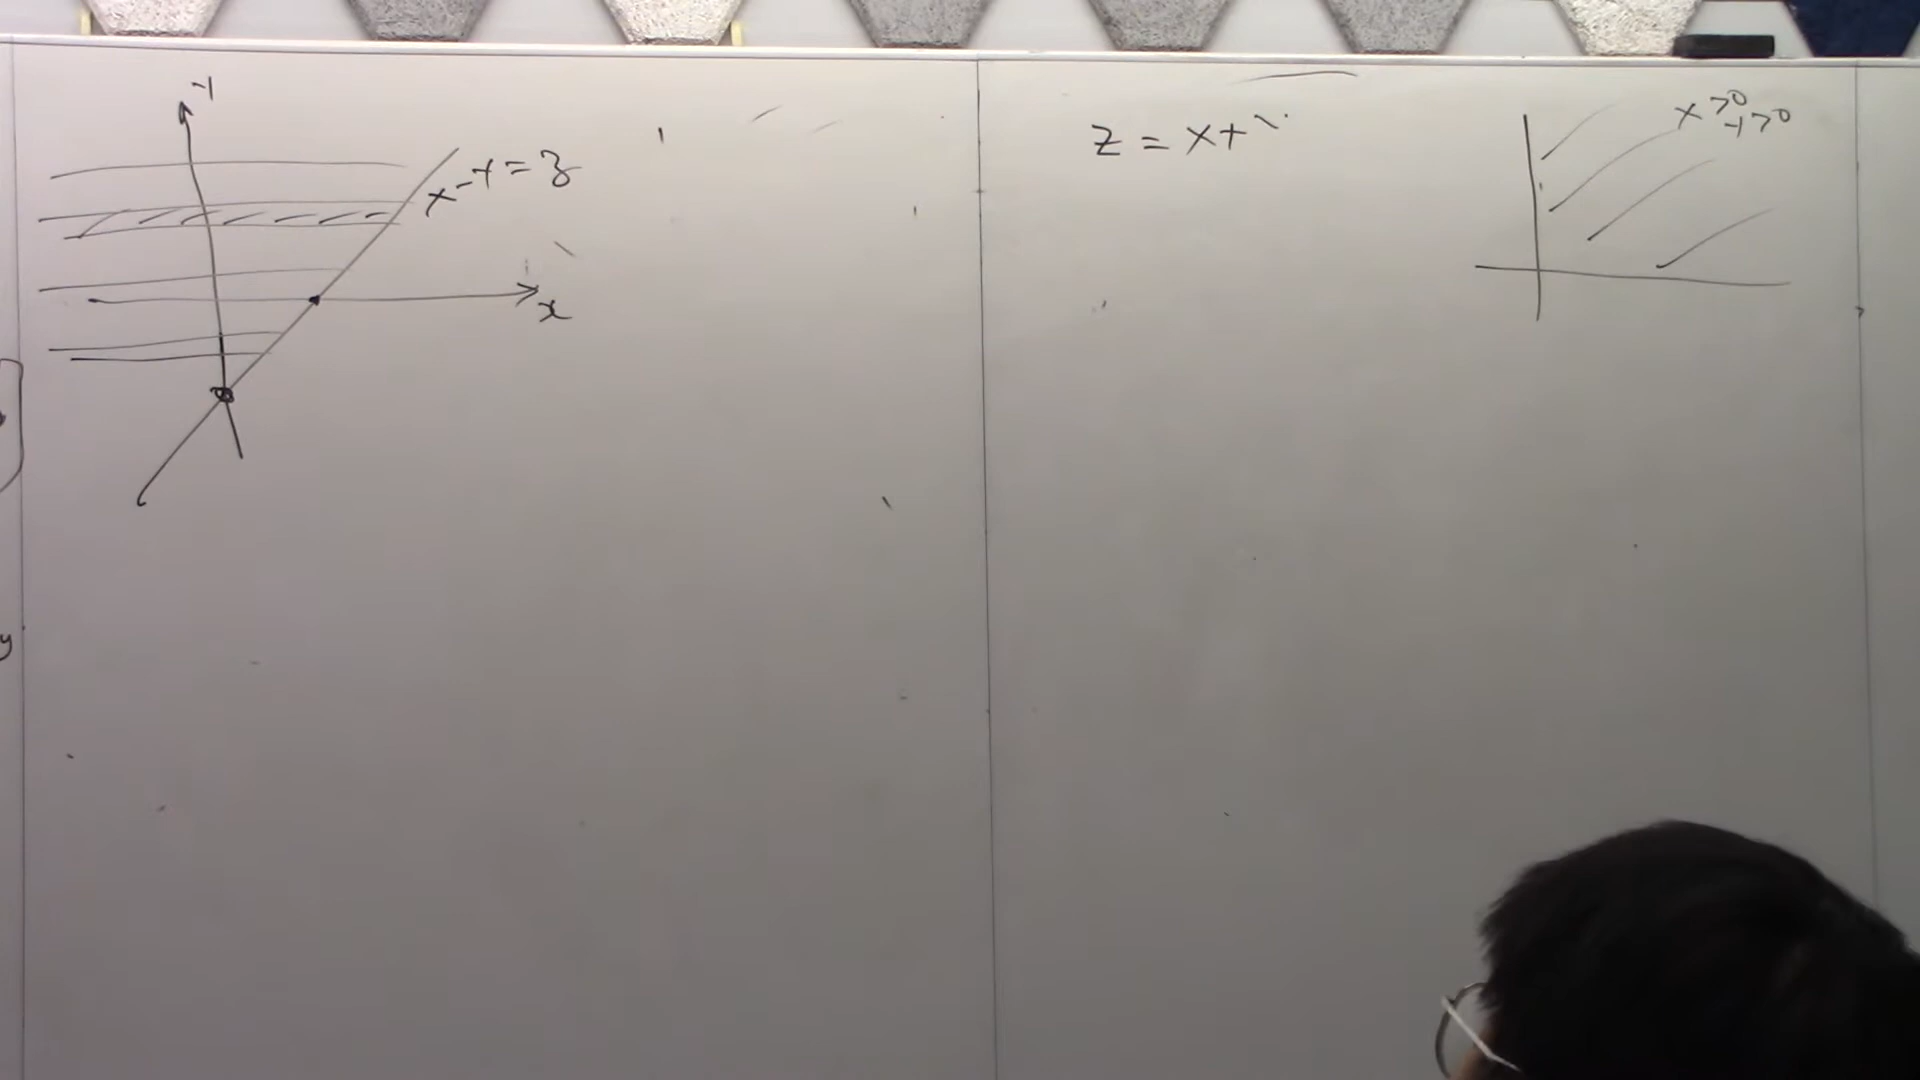 y
x - y = z
x
z = x + y
x > 0
y > 0
y